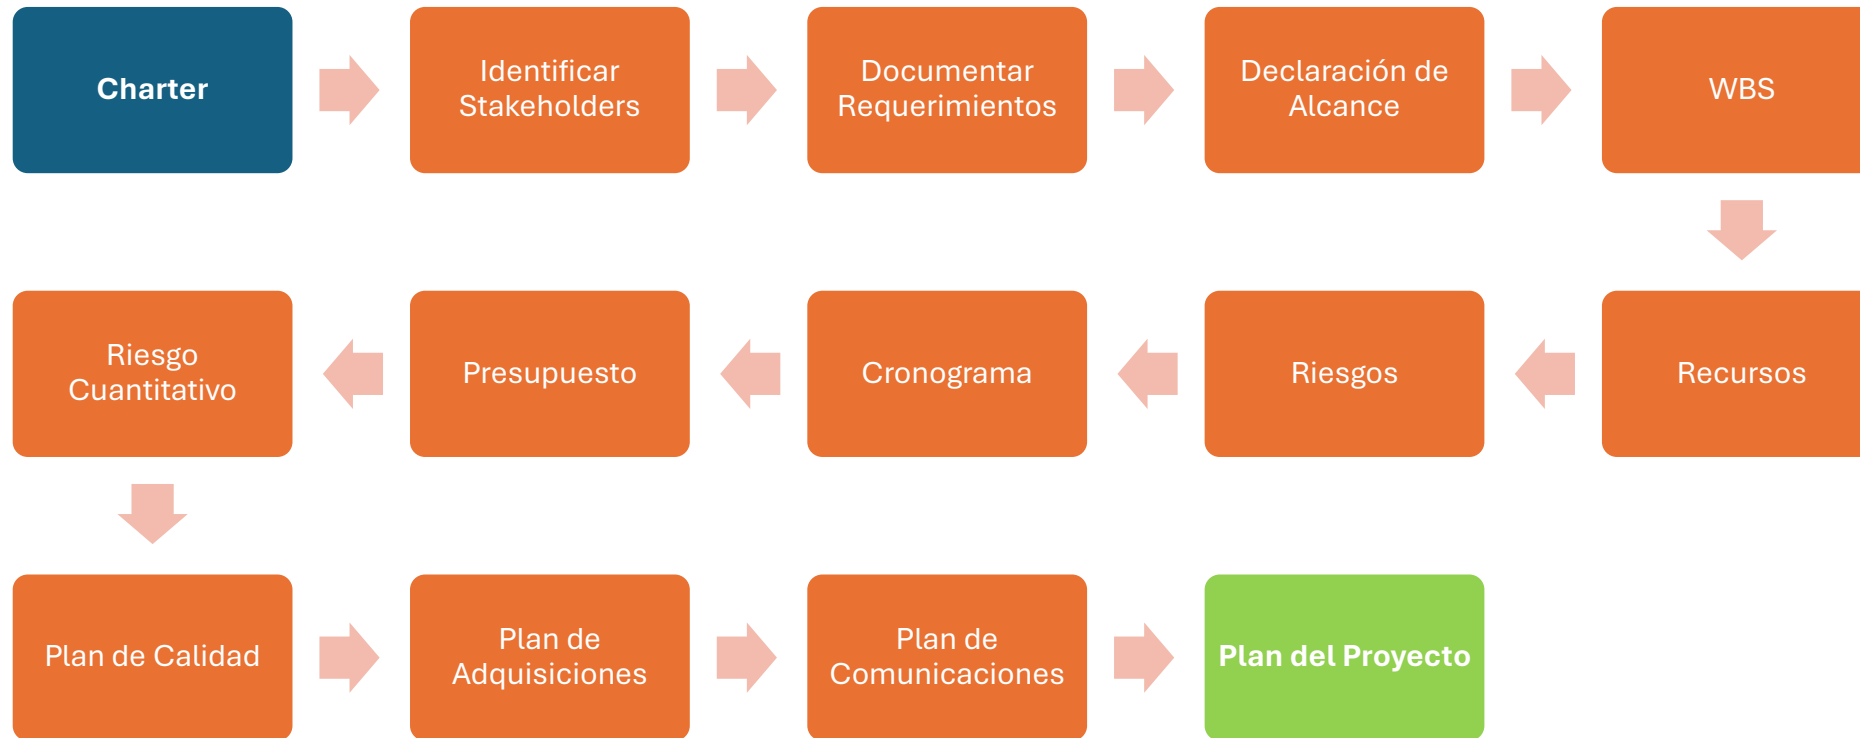 Charter
Identificar
Stakeholders
Documentar
Requerimientos
Declaración de
Alcance
WBS
Riesgo
Cuantitativo
Presupuesto
Cronograma
Riesgos
Recursos
Plan de Calidad
Plan de
Adquisiciones
Plan de
Comunicaciones
Plan del Proyecto